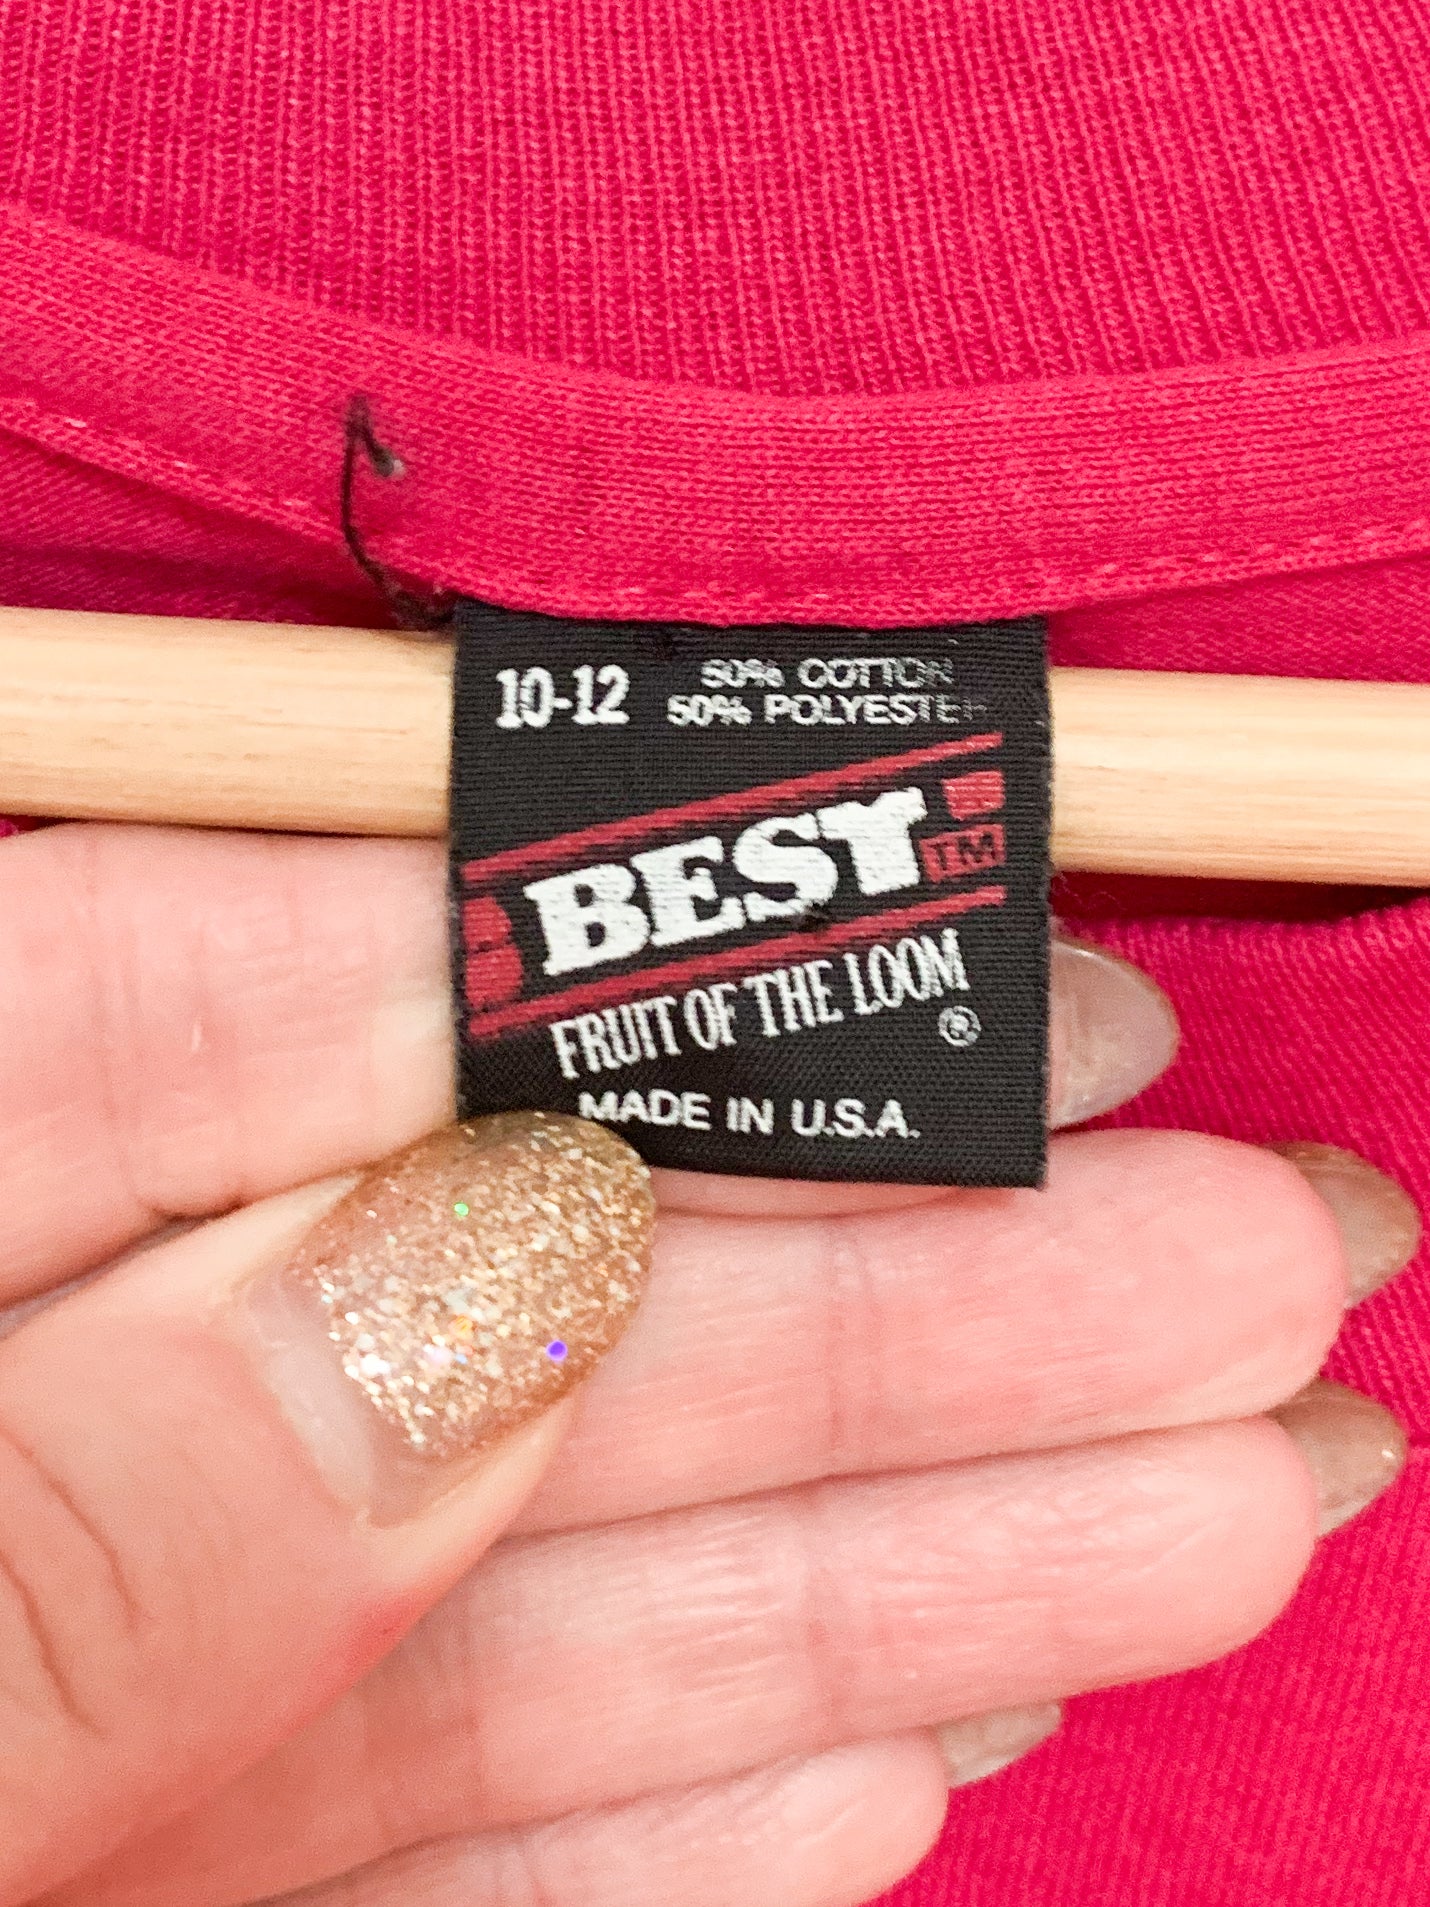 10-12 50% COTTON
50% POLYESTER
BEST
TM
FRUIT OF THE LOOM
®
MADE IN U.S.A.